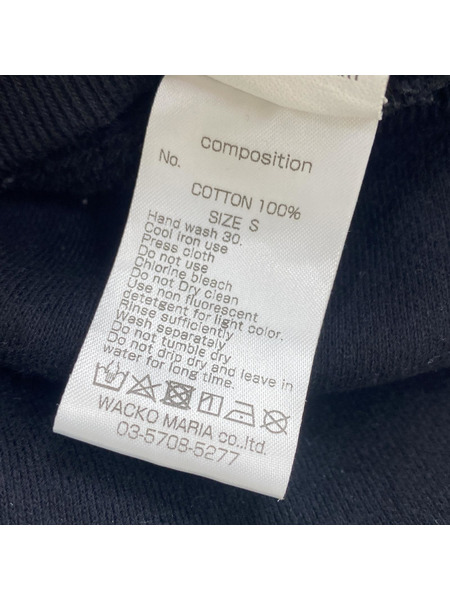 composition
No.
COTTON 100%
SIZE S
Hand wash 30.
Cool iron use
Press cloth
Do not use
Chlorine bleach
Do not Dry clean
Use non fluorescent
detetgent for light color.
Rinse sufficiently
Wash separately
Do not tumble dry
Do not drip dry and leave in
water for long time.
WACKO MARIA co.,ltd.
03-5708-5277